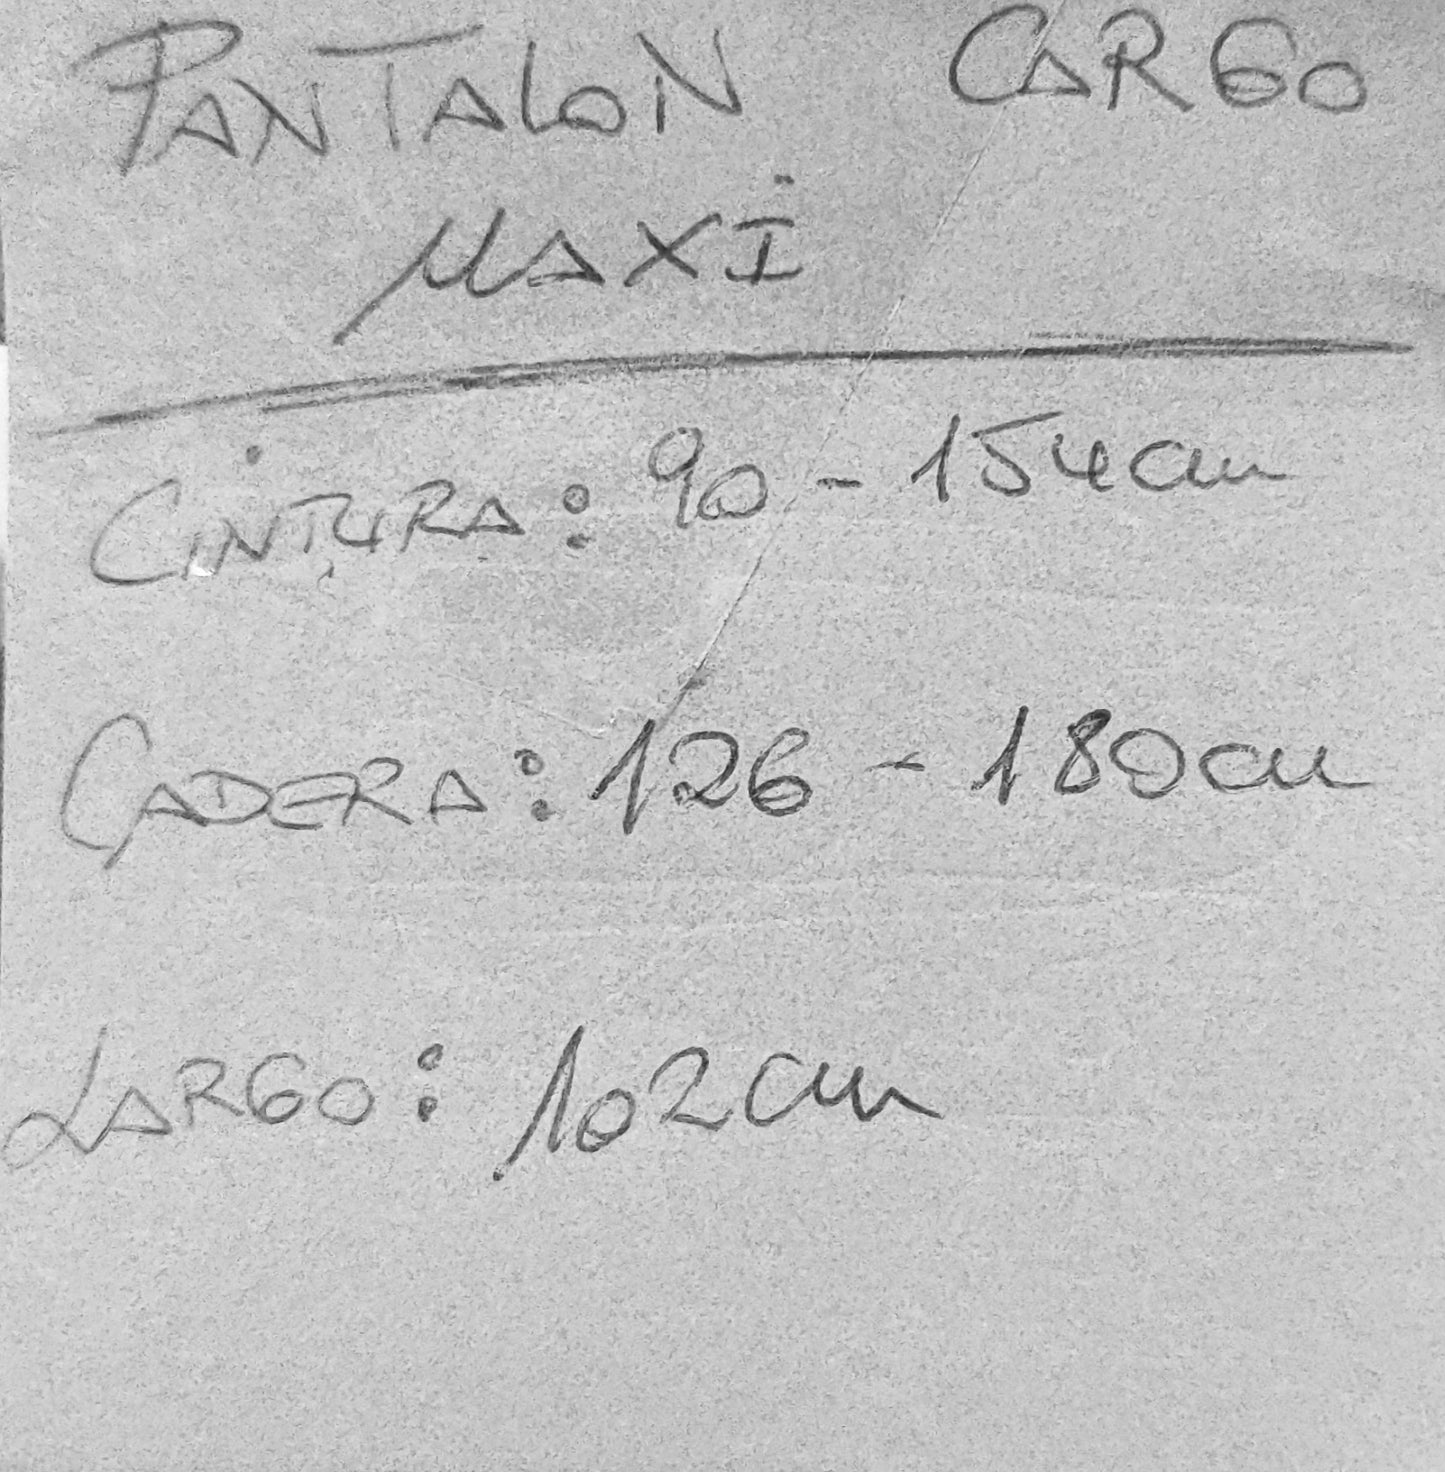 PANTALON CARGO
MAXI
CINTURA: 90 - 154cm
CADERA: 126 - 180cm
LARGO: 102cm